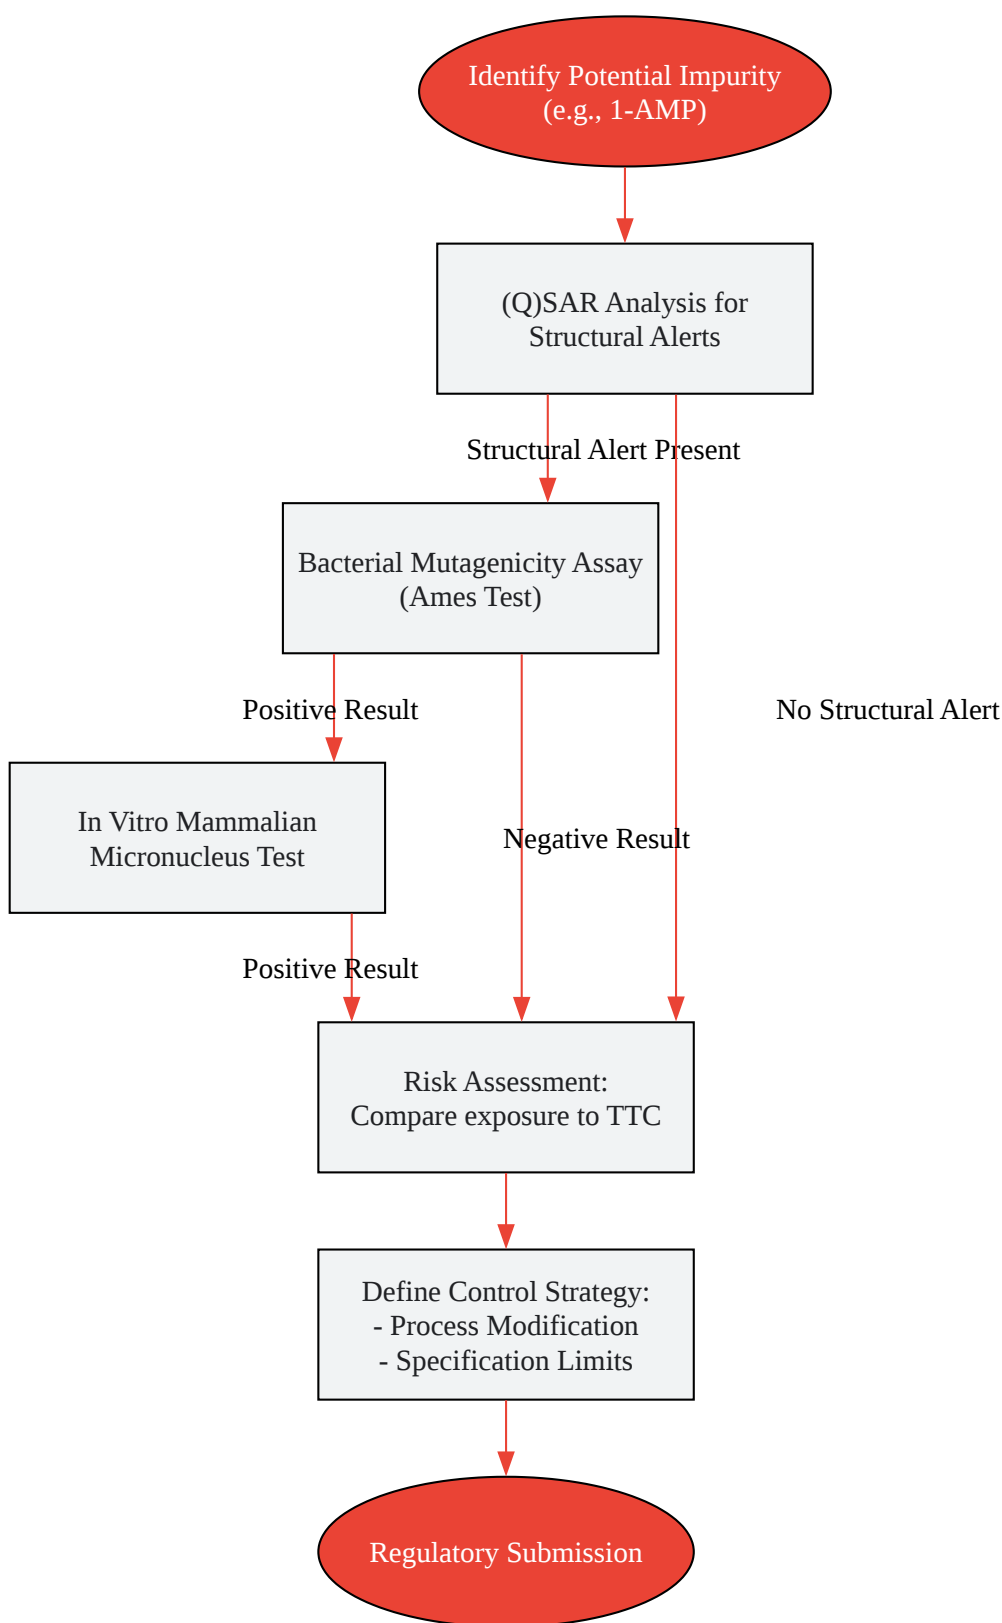 Identify Potential Impurity
(e.g., 1-AMP)
(Q)SAR Analysis for
Structural Alerts
Structural Alert Present
Bacterial Mutagenicity Assay
(Ames Test)
Positive Result
No Structural Alert
In Vitro Mammalian
Micronucleus Test
Negative Result
Positive Result
Risk Assessment:
Compare exposure to TTC
Define Control Strategy:
- Process Modification
- Specification Limits
Regulatory Submission